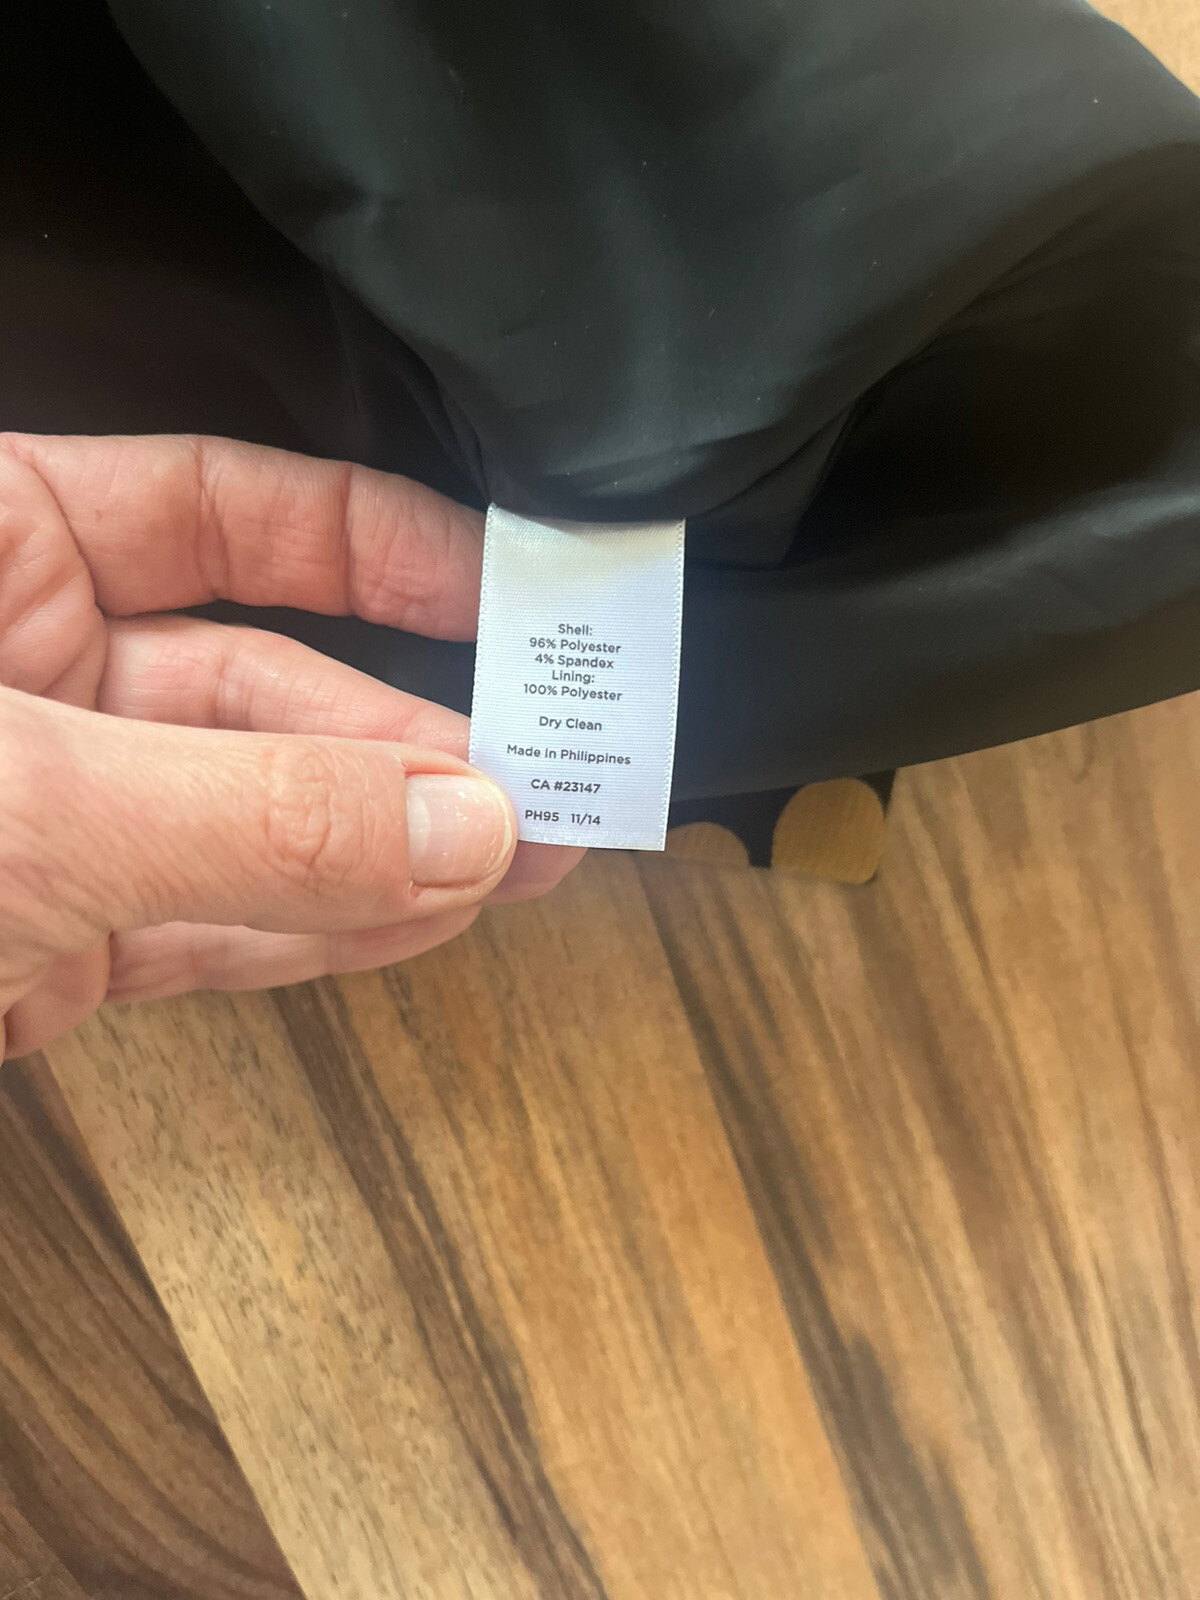 Shell:
96% Polyester
4% Spandex
Lining:
100% Polyester
Dry Clean
Made In Philippines
CA #23147
PH95 11/14